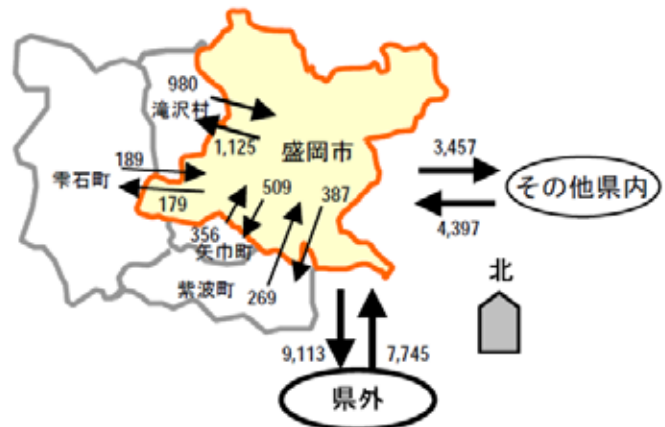 980
滝沢村
1,125
盛岡市
3,457
189
雫石町
179
509
387
その他県内
4,397
356
矢巾町
紫波町
269
北
9,113
7,745
県外